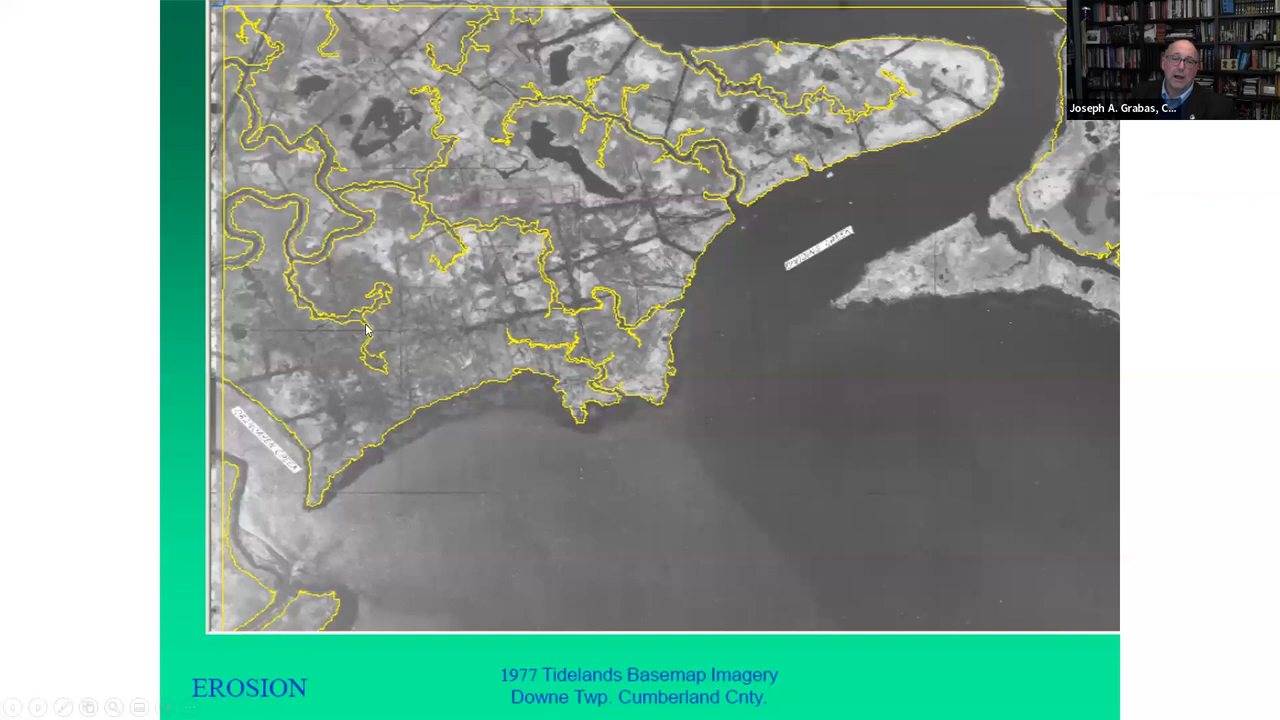 Joseph A. Grabas, C...
EROSION
1977 Tidelands Basemap Imagery
Downe Twp. Cumberland Cnty.